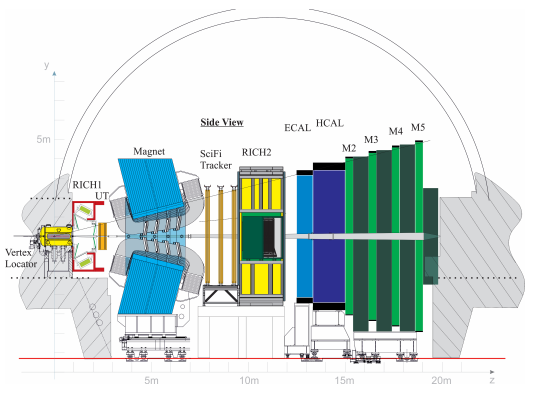 y
Side View
ECAL
HCAL
M5
M4
M3
M2
5m
Magnet
SciFi
Tracker
RICH2
RICH1
UT
Vertex
Locator
5m
10m
15m
20m
z